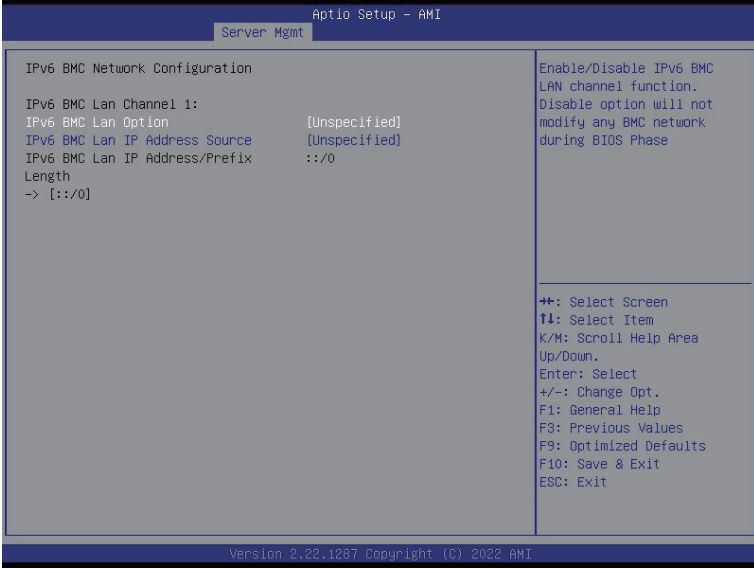 Aptio Setup – AMI
Server Mgmt
IPv6 BMC Network Configuration
IPv6 BMC Lan Channel 1:
IPv6 BMC Lan Option [Unspecified]
IPv6 BMC Lan IP Address Source [Unspecified]
IPv6 BMC Lan IP Address/Prefix ::/0
Length
-> [::/0]
Enable/Disable IPv6 BMC
LAN channel function.
Disable option will not
modify any BMC network
during BIOS Phase
→←: Select Screen
↑↓: Select Item
K/M: Scroll Help Area
Up/Down.
Enter: Select
+/-: Change Opt.
F1: General Help
F3: Previous Values
F9: Optimized Defaults
F10: Save & Exit
ESC: Exit
Version 2.22.1287 Copyright (C) 2022 AMI